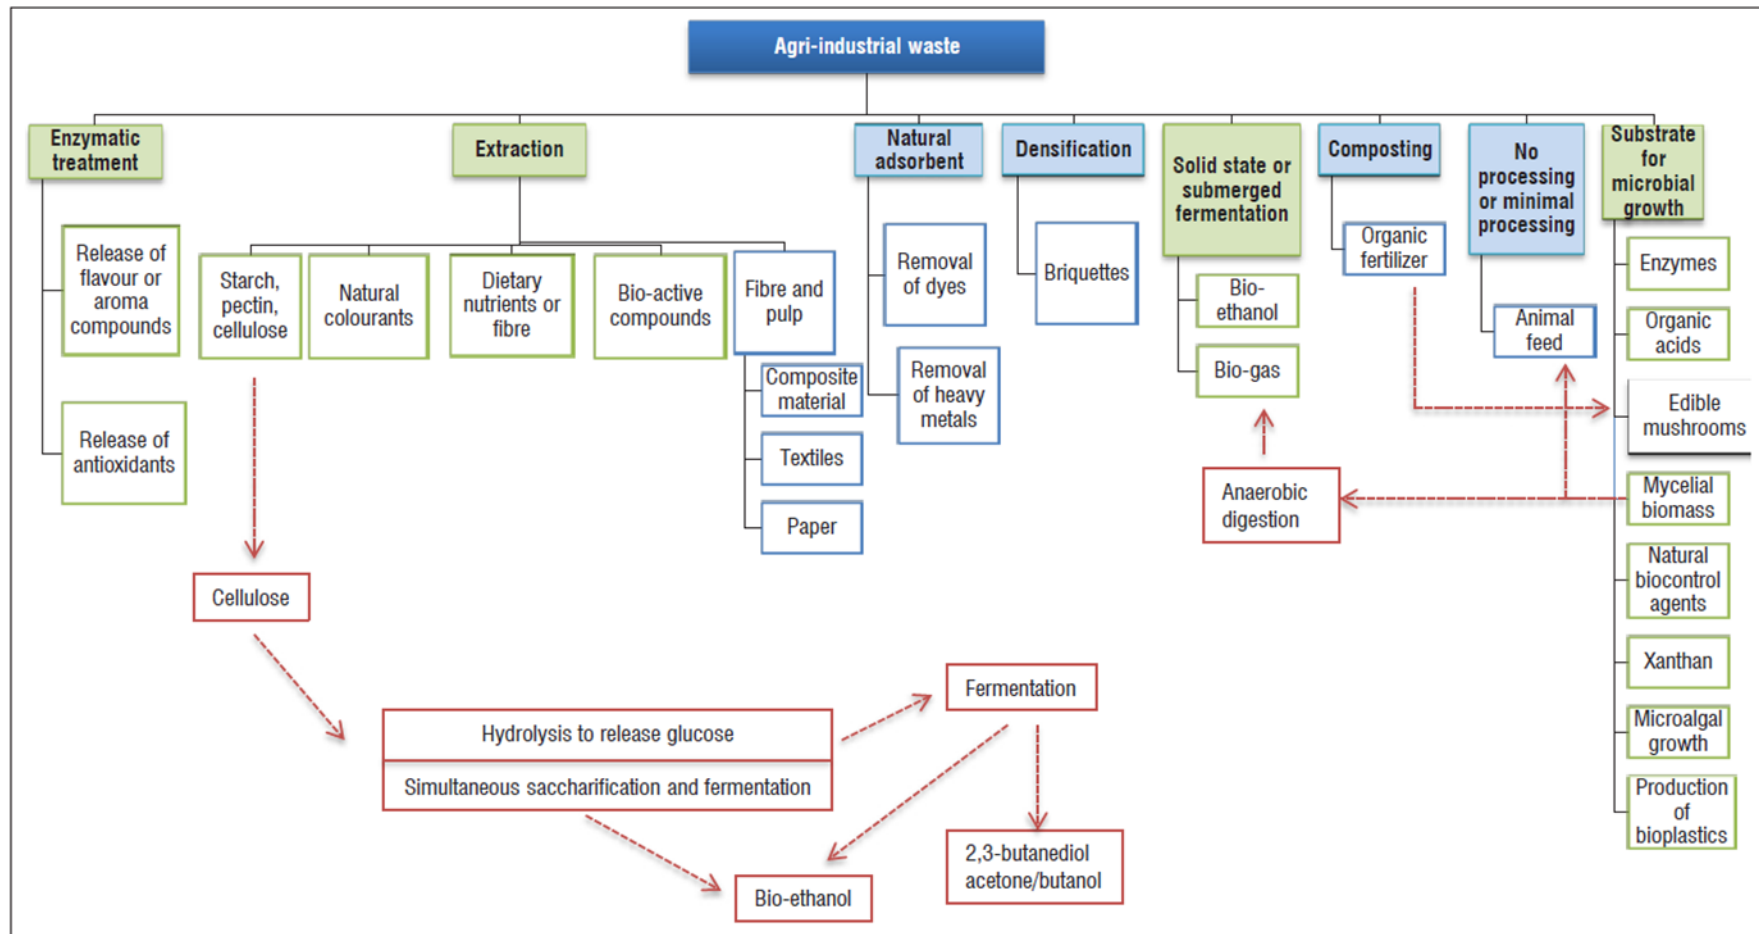 Agri-industrial waste
Enzymatic
treatment
Extraction
Natural
adsorbent
Densification
Solid state or
submerged
fermentation
Composting
No
processing
or minimal
processing
Substrate
for
microbial
growth
Release of
flavour or
aroma
compounds
Release of
antioxidants
Starch,
pectin,
cellulose
Natural
colourants
Dietary
nutrients or
fibre
Bio-active
compounds
Fibre and
pulp
Composite
material
Textiles
Paper
Removal
of dyes
Removal
of heavy
metals
Briquettes
Bio-
ethanol
Bio-gas
Organic
fertilizer
Animal
feed
Enzymes
Organic
acids
Edible
mushrooms
Mycelial
biomass
Natural
biocontrol
agents
Xanthan
Microalgal
growth
Production
of
bioplastics
Anaerobic
digestion
Cellulose
Hydrolysis to release glucose
Simultaneous saccharification and fermentation
Fermentation
2,3-butanediol
acetone/butanol
Bio-ethanol